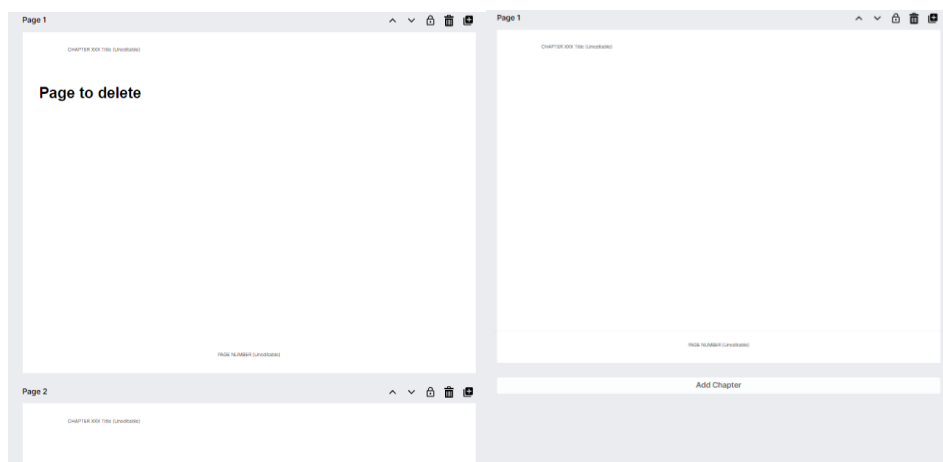 Page 1
CHAPTER XXX Title (Uneditable)
Page to delete
PAGE NUMBER (Uneditable)
Page 2
CHAPTER XXX Title (Uneditable)
Page 1
CHAPTER XXX Title (Uneditable)
PAGE NUMBER (Uneditable)
Add Chapter